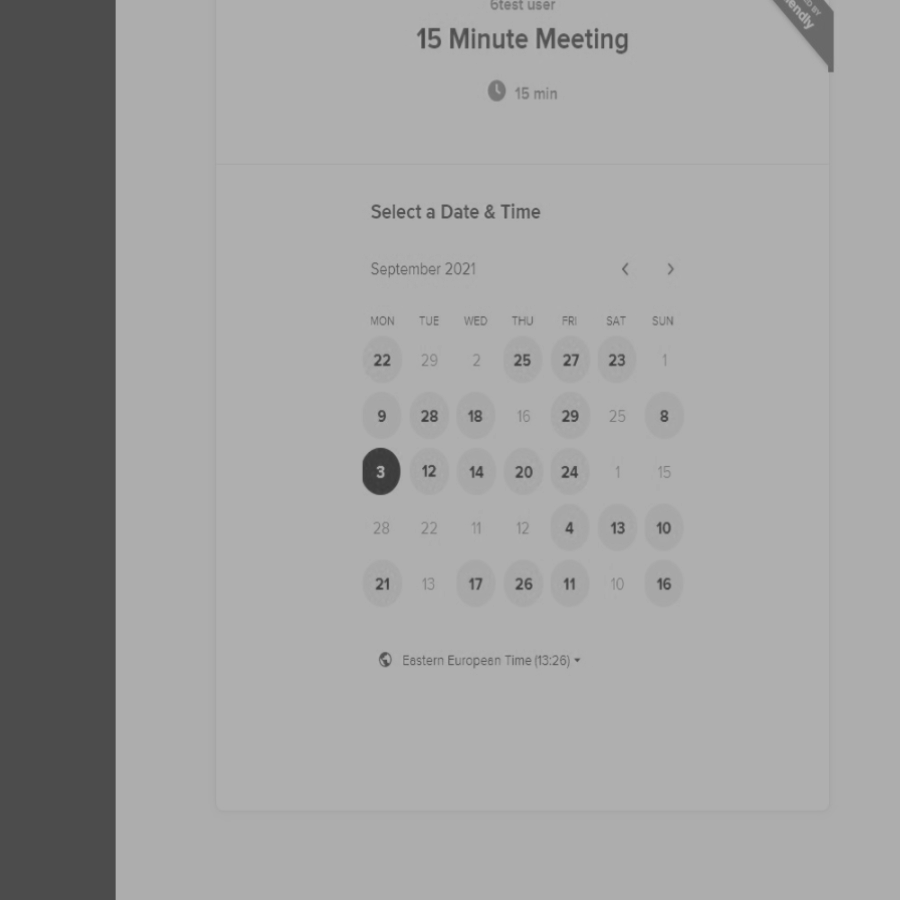 6test user
15 Minute Meeting
15 min
Select a Date & Time
September 2021
MON TUE WED THU FRI SAT SUN
22 29 2 25 27 23 1
9 28 18 16 29 25 8
3 12 14 20 24 1 15
28 22 11 12 4 13 10
21 13 17 26 11 10 16
Eastern European Time (13:26)